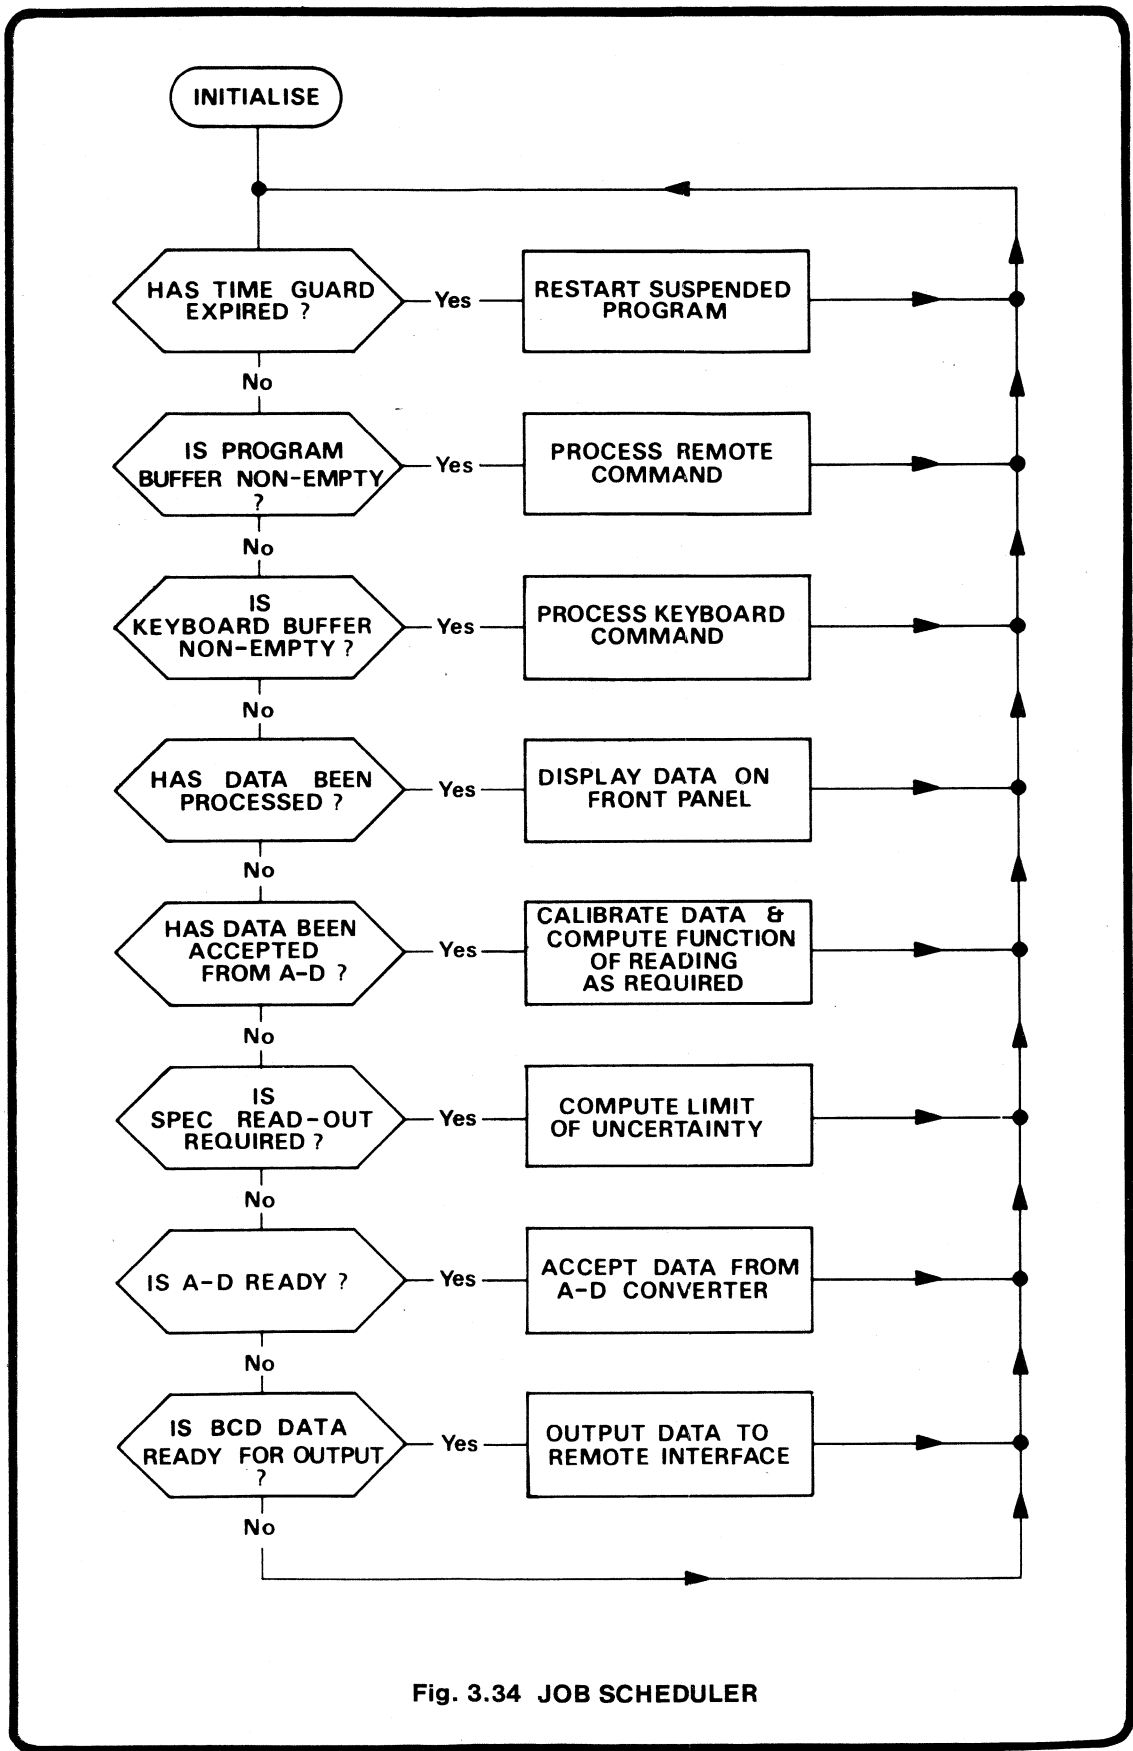 INITIALISE
HAS TIME GUARD
EXPIRED ?
Yes
RESTART SUSPENDED
PROGRAM
No
IS PROGRAM
BUFFER NON-EMPTY
?
Yes
PROCESS REMOTE
COMMAND
No
IS
KEYBOARD BUFFER
NON-EMPTY ?
Yes
PROCESS KEYBOARD
COMMAND
No
HAS DATA BEEN
PROCESSED ?
Yes
DISPLAY DATA ON
FRONT PANEL
No
HAS DATA BEEN
ACCEPTED
FROM A-D ?
Yes
CALIBRATE DATA &
COMPUTE FUNCTION
OF READING
AS REQUIRED
No
IS
SPEC READ-OUT
REQUIRED ?
Yes
COMPUTE LIMIT
OF UNCERTAINTY
No
IS A-D READY ?
Yes
ACCEPT DATA FROM
A-D CONVERTER
No
IS BCD DATA
READY FOR OUTPUT
?
Yes
OUTPUT DATA TO
REMOTE INTERFACE
No
Fig. 3.34 JOB SCHEDULER